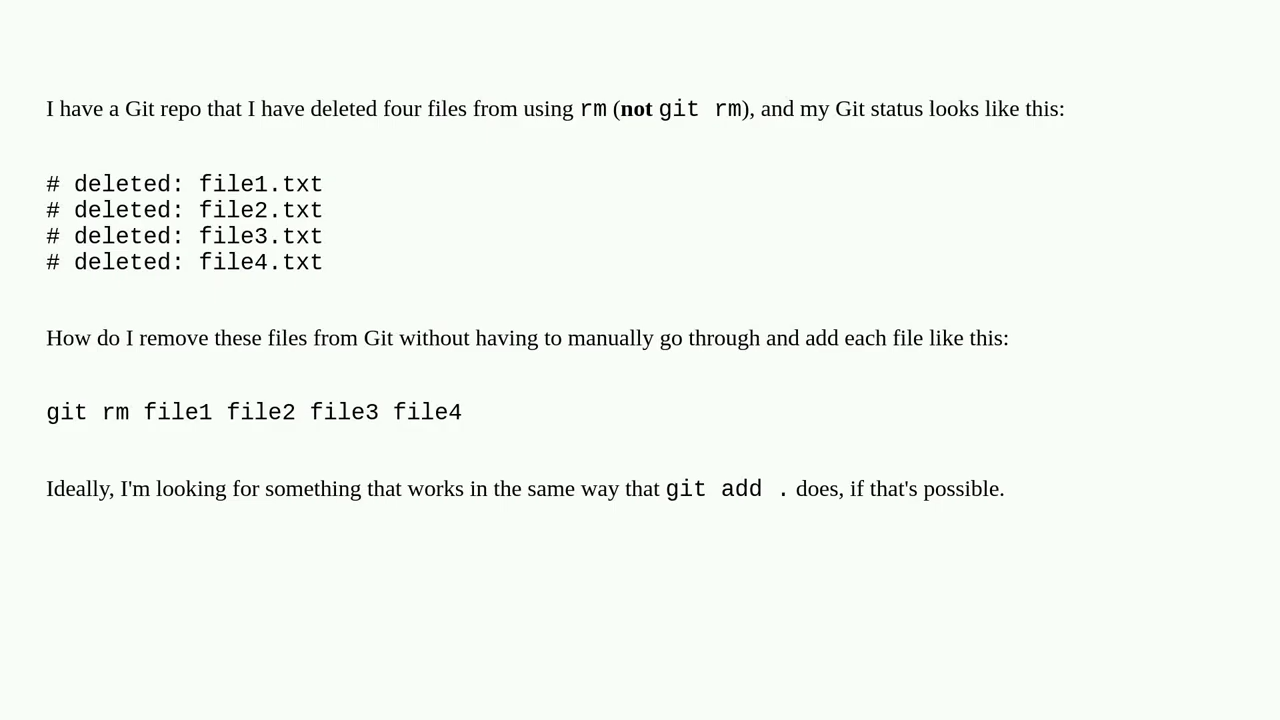 I have a Git repo that I have deleted four files from using rm (not git rm), and my Git status looks like this:
# deleted: file1.txt
# deleted: file2.txt
# deleted: file3.txt
# deleted: file4.txt
How do I remove these files from Git without having to manually go through and add each file like this:
git rm file1 file2 file3 file4
Ideally, I'm looking for something that works in the same way that git add . does, if that's possible.